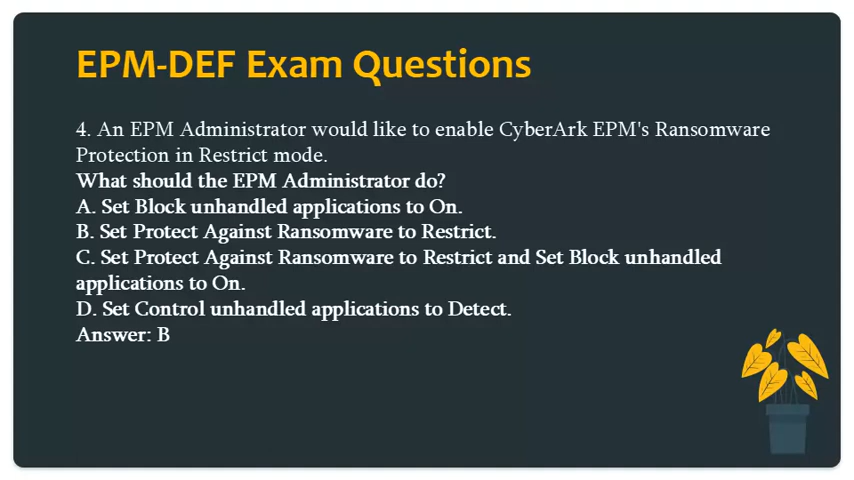 EPM-DEF Exam Questions
4. An EPM Administrator would like to enable CyberArk EPM's Ransomware
Protection in Restrict mode.
What should the EPM Administrator do?
A. Set Block unhandled applications to On.
B. Set Protect Against Ransomware to Restrict.
C. Set Protect Against Ransomware to Restrict and Set Block unhandled
applications to On.
D. Set Control unhandled applications to Detect.
Answer: B